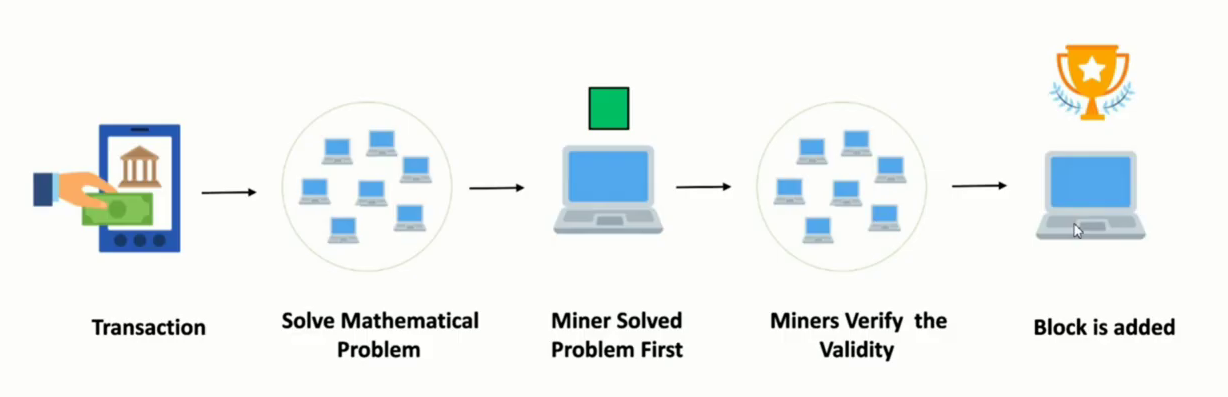 Transaction
Solve Mathematical
Problem
Miner Solved
Problem First
Miners Verify the
Validity
Block is added